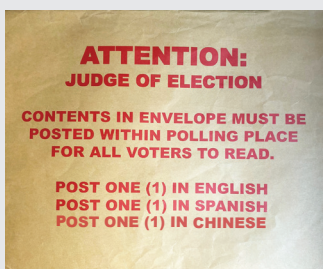 ATTENTION:
JUDGE OF ELECTION
CONTENTS IN ENVELOPE MUST BE
POSTED WITHIN POLLING PLACE
FOR ALL VOTERS TO READ.
POST ONE (1) IN ENGLISH
POST ONE (1) IN SPANISH
POST ONE (1) IN CHINESE